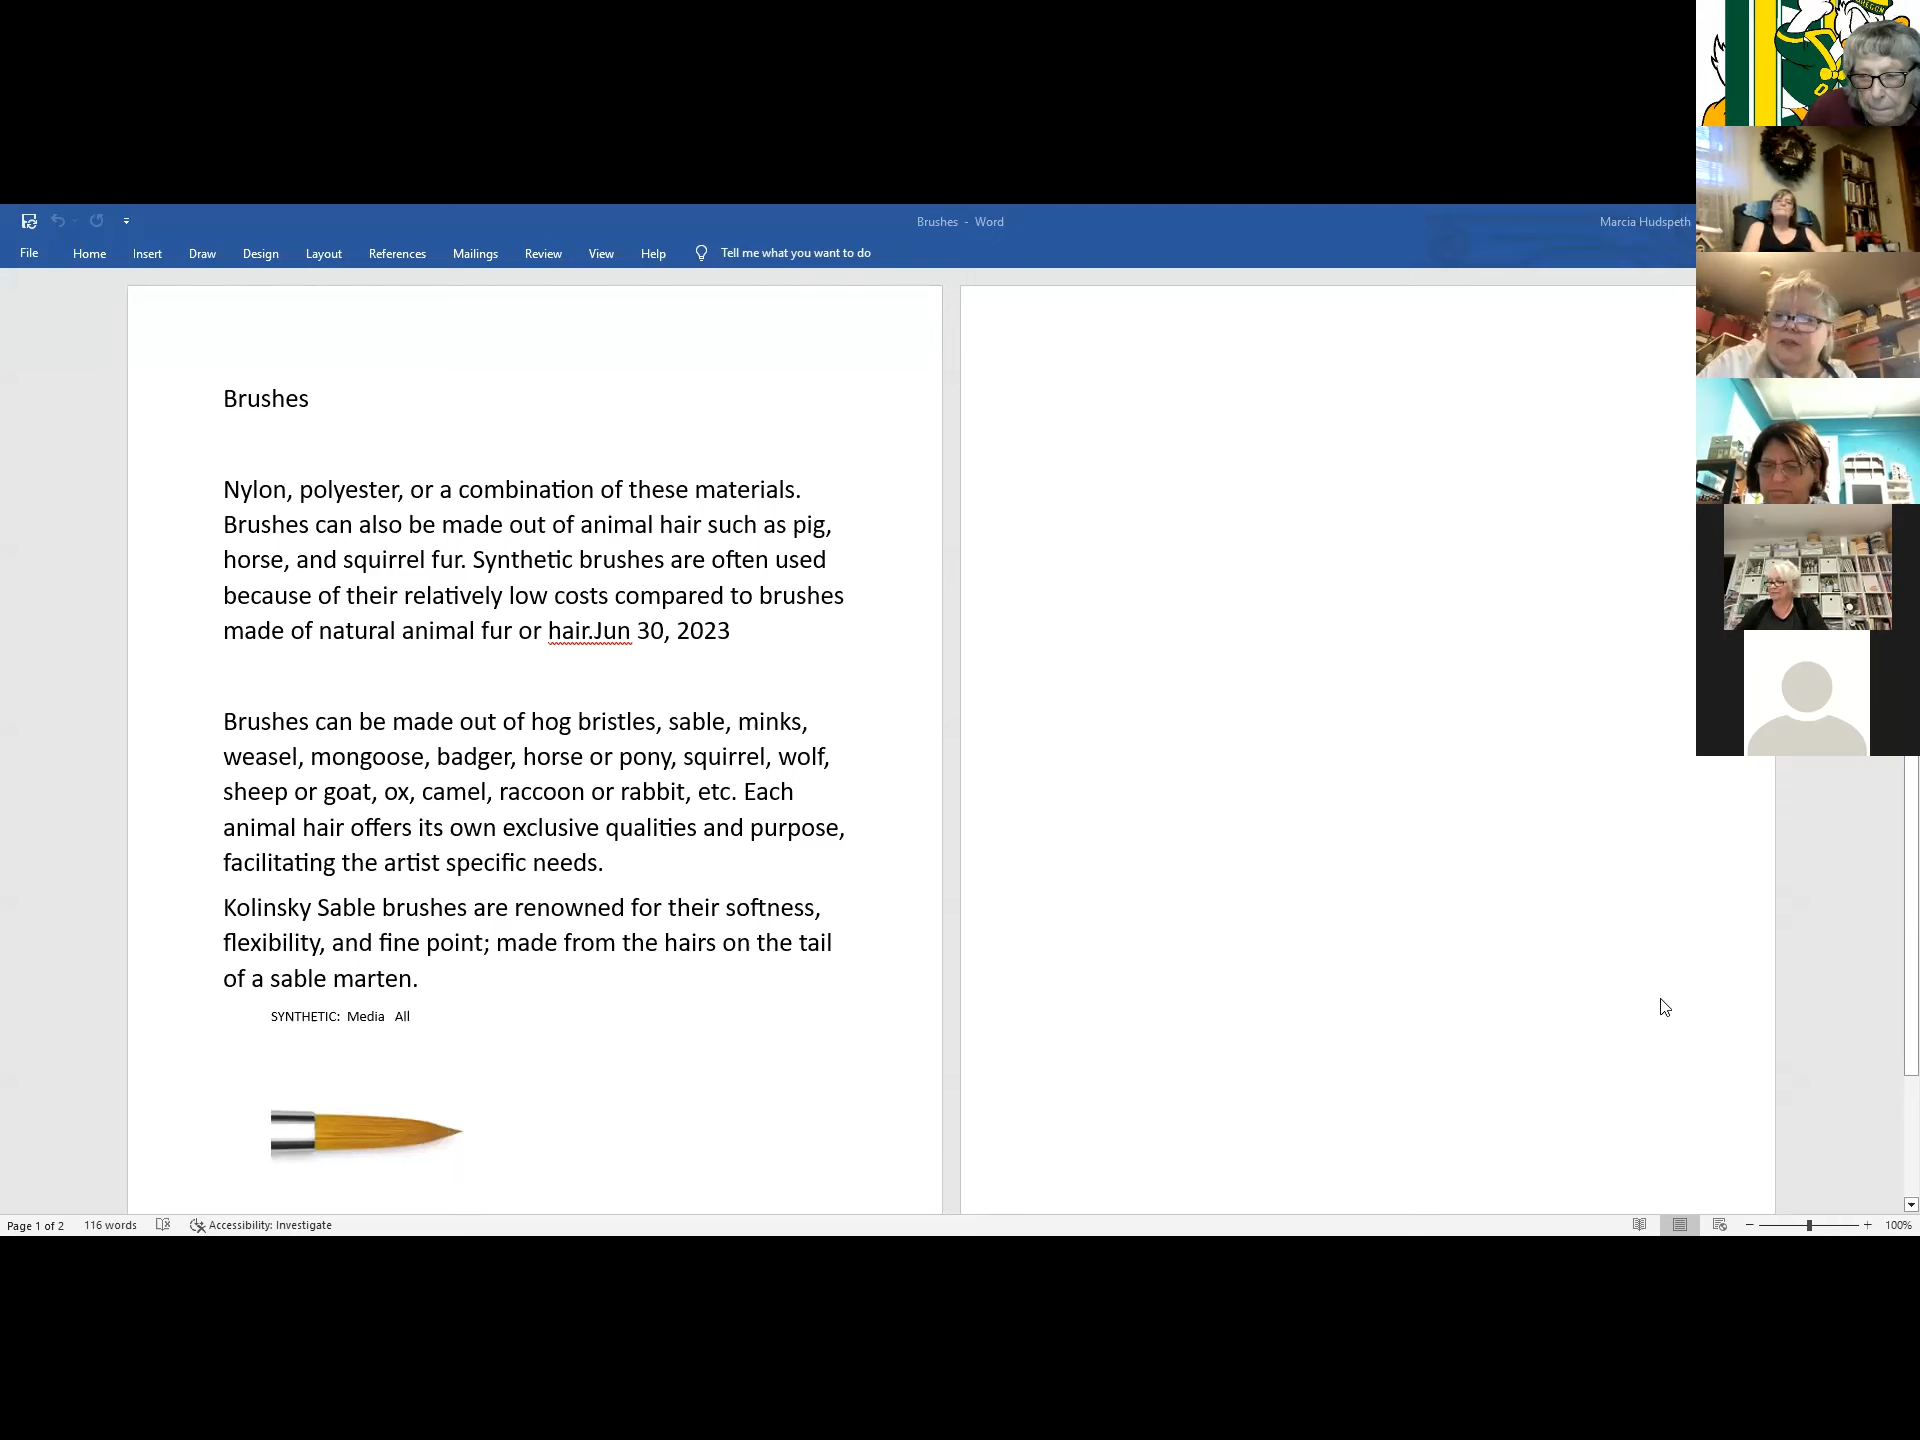 Brushes - Word
Marcia Hudspeth
File Home Insert Draw Design Layout References Mailings Review View Help Tell me what you want to do
Brushes
Nylon, polyester, or a combination of these materials.
Brushes can also be made out of animal hair such as pig,
horse, and squirrel fur. Synthetic brushes are often used
because of their relatively low costs compared to brushes
made of natural animal fur or hair.Jun 30, 2023
Brushes can be made out of hog bristles, sable, minks,
weasel, mongoose, badger, horse or pony, squirrel, wolf,
sheep or goat, ox, camel, raccoon or rabbit, etc. Each
animal hair offers its own exclusive qualities and purpose,
facilitating the artist specific needs.
Kolinsky Sable brushes are renowned for their softness,
flexibility, and fine point; made from the hairs on the tail
of a sable marten.
SYNTHETIC: Media All
Page 1 of 2 116 words Accessibility: Investigate 100%